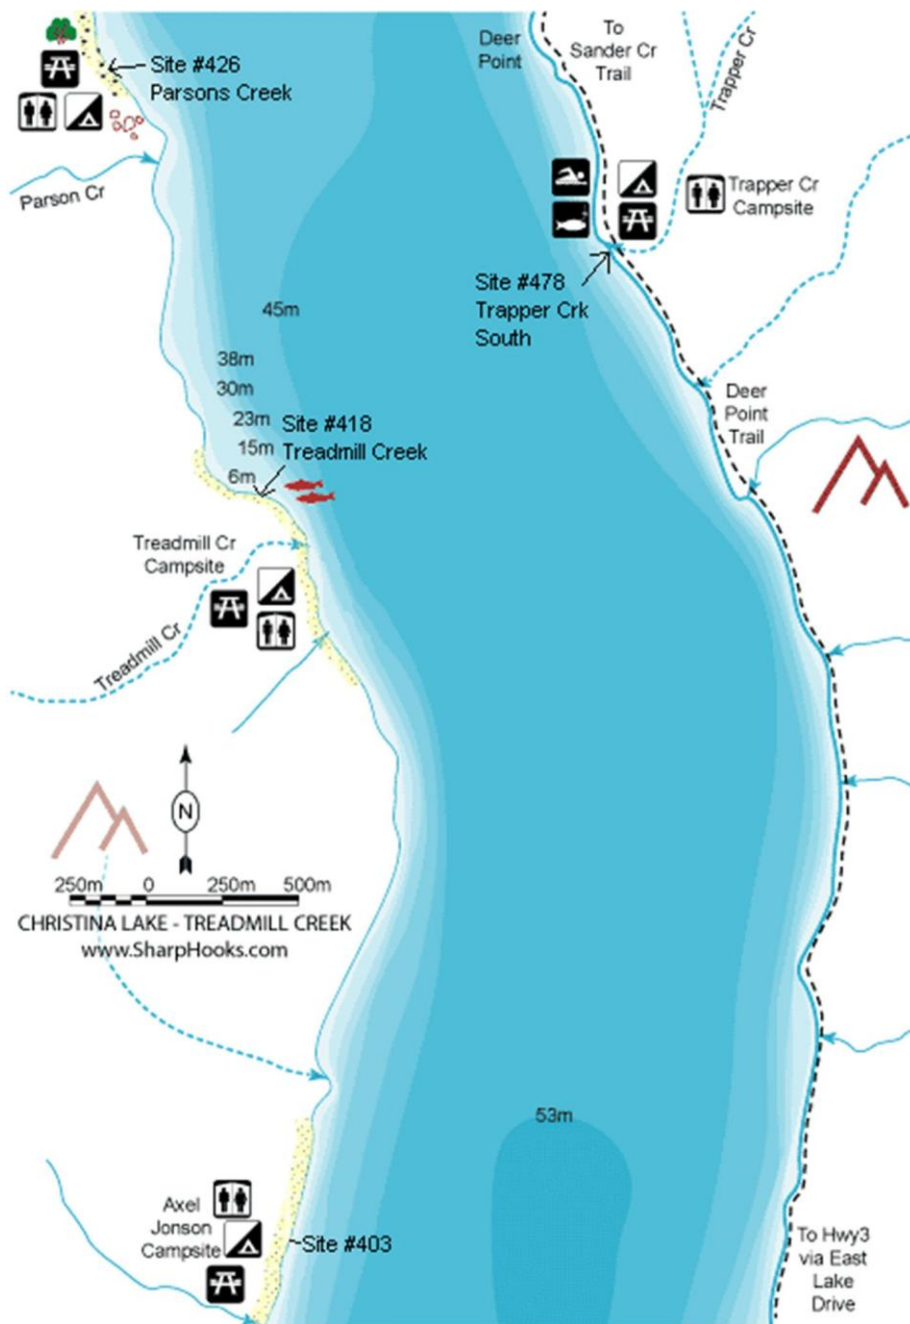 Deer
Point
To
Sander Cr
Trail
Trapper Cr
Site #426
Parsons Creek
Parson Cr
Trapper Cr
Campsite
Site #478
Trapper Crk
South
45m
38m
30m
23m
15m
6m
Site #418
Treadmill Creek
Deer
Point
Trail
Treadmill Cr
Campsite
Treadmill Cr
N
250m 0 250m 500m
CHRISTINA LAKE - TREADMILL CREEK
www.SharpHooks.com
53m
Axel
Jonson
Campsite
Site #403
To Hwy3
via East
Lake
Drive